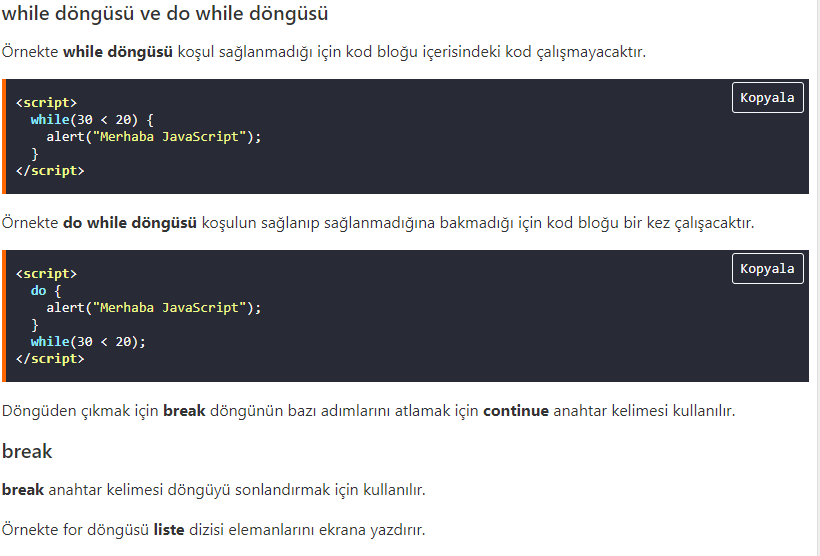 while döngüsü ve do while döngüsü
Örnekte while döngüsü koşul sağlanmadığı için kod bloğu içerisindeki kod çalışmayacaktır.
Kopyala
<script>
while(30 < 20) {
alert("Merhaba JavaScript");
}
</script>
Örnekte do while döngüsü koşulun sağlanıp sağlanmadığına bakmadığı için kod bloğu bir kez çalışacaktır.
Kopyala
<script>
do {
alert("Merhaba JavaScript");
}
while(30 < 20);
</script>
Döngüden çıkmak için break döngünün bazı adımlarını atlamak için continue anahtar kelimesi kullanılır.
break
break anahtar kelimesi döngüyü sonlandırmak için kullanılır.
Örnekte for döngüsü liste dizisi elemanlarını ekrana yazdırır.